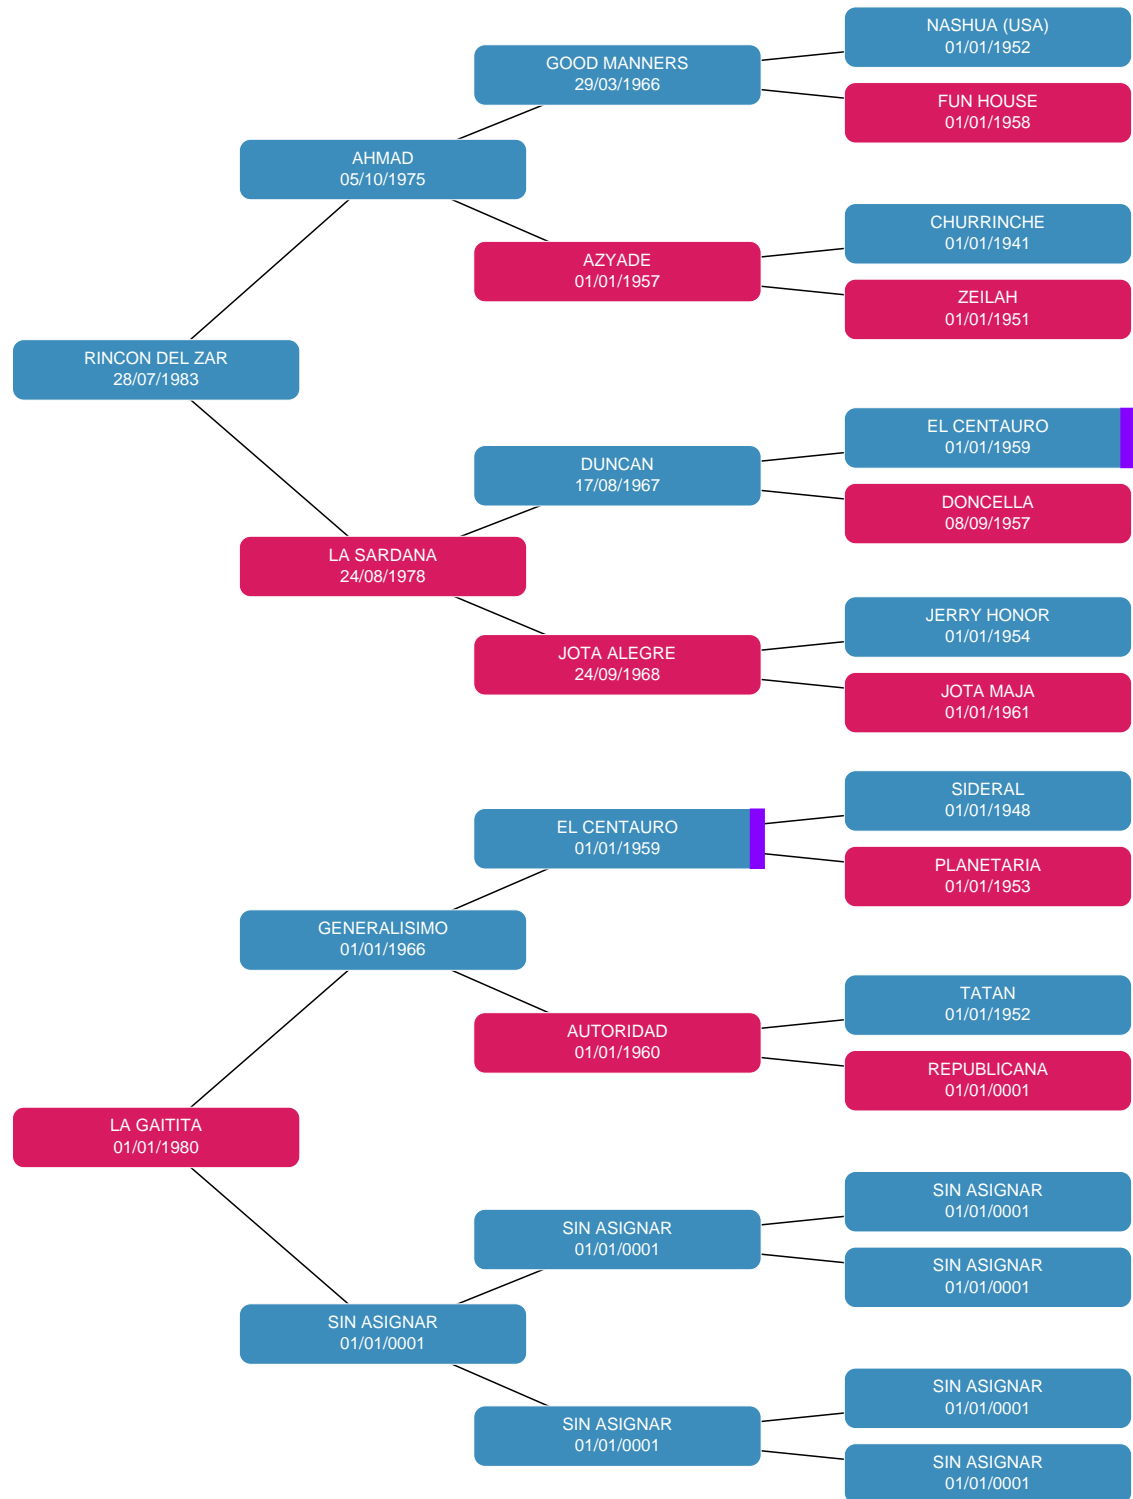 NASHUA (USA)
01/01/1952
GOOD MANNERS
29/03/1966
FUN HOUSE
01/01/1958
AHMAD
05/10/1975
CHURRINCHE
01/01/1941
AZYADE
01/01/1957
ZEILAH
01/01/1951
RINCON DEL ZAR
28/07/1983
EL CENTAURO
01/01/1959
DUNCAN
17/08/1967
DONCELLA
08/09/1957
LA SARDANA
24/08/1978
JERRY HONOR
01/01/1954
JOTA ALEGRE
24/09/1968
JOTA MAJA
01/01/1961
SIDERAL
01/01/1948
EL CENTAURO
01/01/1959
PLANETARIA
01/01/1953
GENERALISIMO
01/01/1966
TATAN
01/01/1952
AUTORIDAD
01/01/1960
REPUBLICANA
01/01/0001
LA GAITITA
01/01/1980
SIN ASIGNAR
01/01/0001
SIN ASIGNAR
01/01/0001
SIN ASIGNAR
01/01/0001
SIN ASIGNAR
01/01/0001
SIN ASIGNAR
01/01/0001
SIN ASIGNAR
01/01/0001
SIN ASIGNAR
01/01/0001